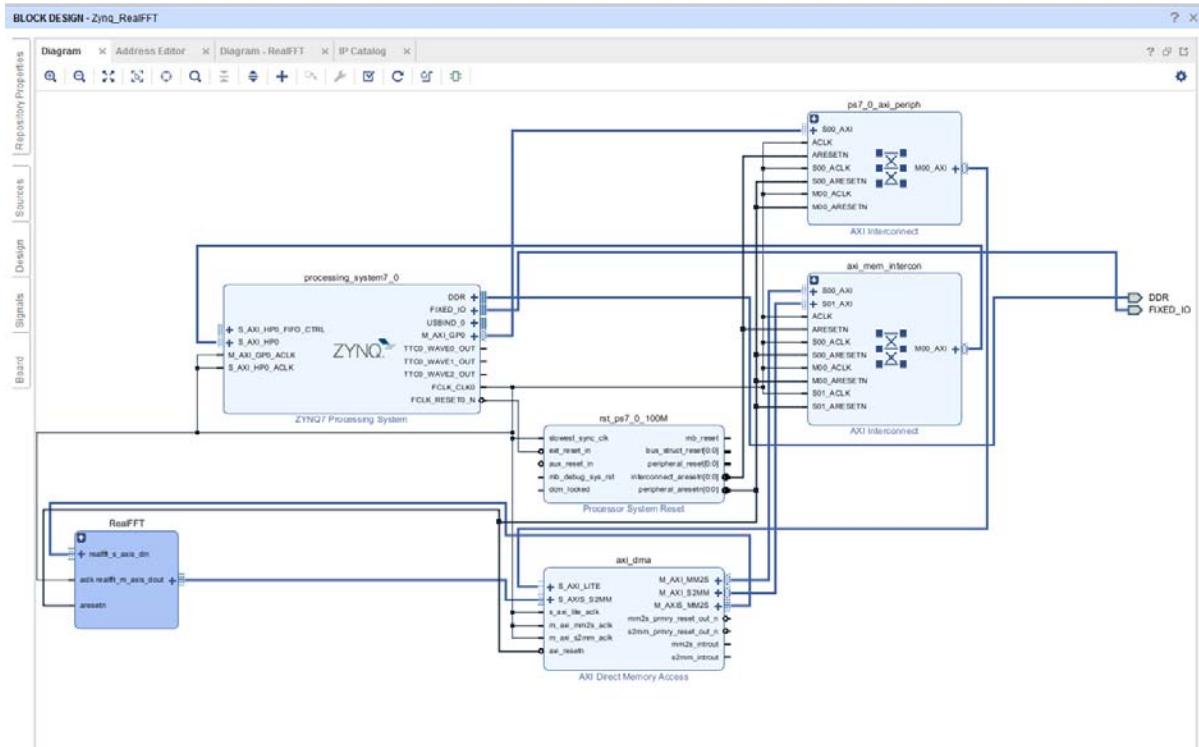 BLOCK DESIGN - Zynq_RealFFT
? ×
Diagram × Address Editor × Diagram - RealFFT × IP Catalog ×
?
Repository Properties
Sources
Design
Signals
Board
ps7_0_axi_periph
S00_AXI
ACLK
ARESETN
S00_ACLK
S00_ARESETN
M00_ACLK
M00_ARESETN
M00_AXI
AXI Interconnect
axi_mem_intercon
S00_AXI
S01_AXI
ACLK
ARESETN
S00_ACLK
S00_ARESETN
M00_ACLK
M00_ARESETN
S01_ACLK
S01_ARESETN
M00_AXI
AXI Interconnect
DDR
FIXED_IO
processing_system7_0
S_AXI_HP0_FIFO_CTRL
S_AXI_HP0
M_AXI_GP0_ACLK
S_AXI_HP0_ACLK
ZYNQ
DDR
FIXED_IO
USBIND_0
M_AXI_GP0
TTC0_WAVE0_OUT
TTC0_WAVE1_OUT
TTC0_WAVE2_OUT
FCLK_CLK0
FCLK_RESET0_N
ZYNQ7 Processing System
rst_ps7_0_100M
slowest_sync_clk
ext_reset_in
aux_reset_in
mb_debug_sys_rst
dcm_locked
mb_reset
bus_struct_reset[0:0]
peripheral_reset[0:0]
interconnect_aresetn[0:0]
peripheral_aresetn[0:0]
Processor System Reset
RealFFT
realfft_s_axis_din
aclk realfft_m_axis_dout
aresetn
axi_dma
S_AXI_LITE
S_AXIS_S2MM
s_axi_lite_aclk
m_axi_mm2s_aclk
m_axi_s2mm_aclk
axi_resetn
M_AXI_MM2S
M_AXI_S2MM
M_AXIS_MM2S
mm2s_prmry_reset_out_n
s2mm_prmry_reset_out_n
mm2s_introut
s2mm_introut
AXI Direct Memory Access